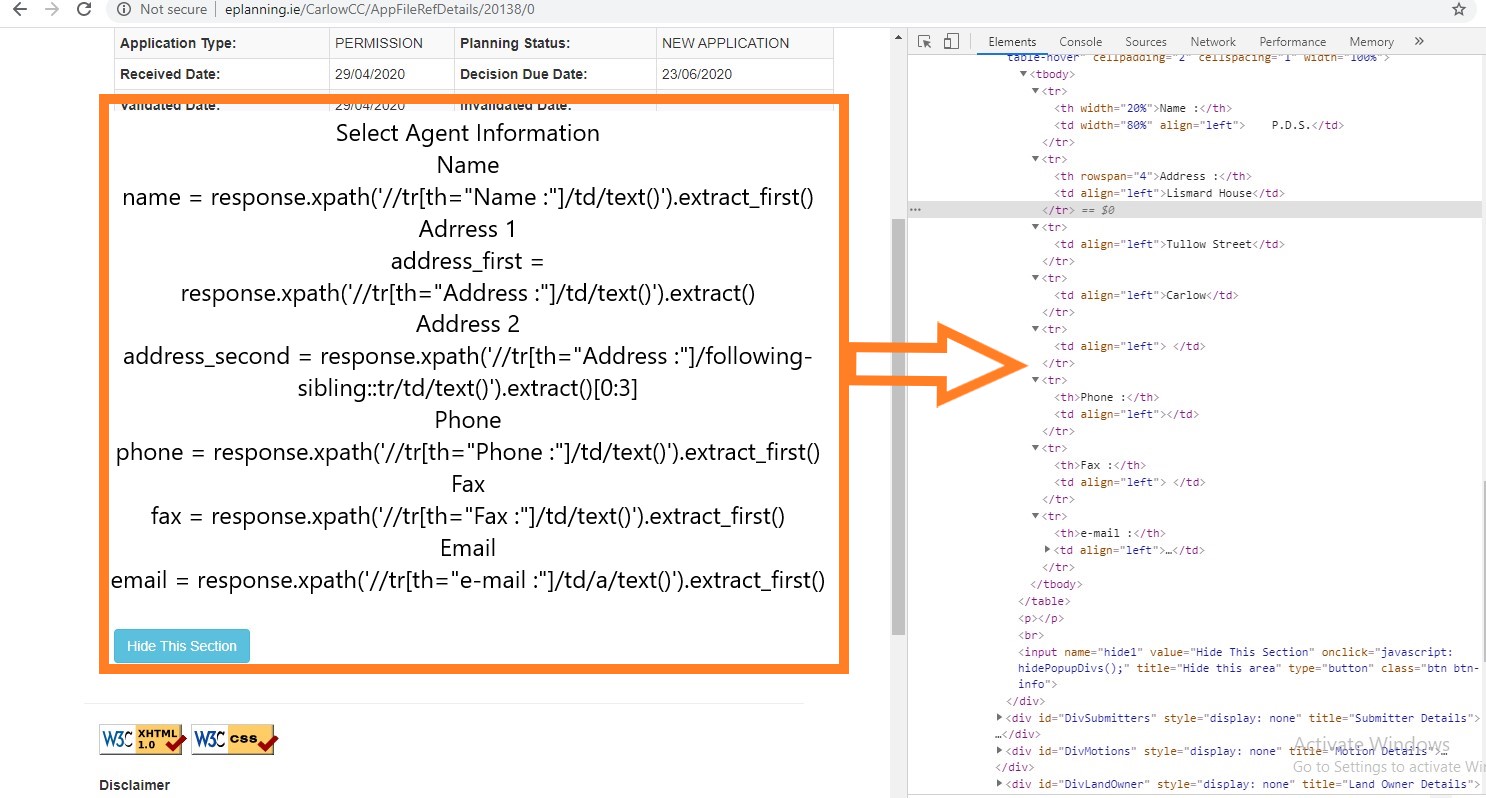 Not secure | eplanning.ie/CarlowCC/AppFileRefDetails/20138/0
Application Type: PERMISSION Planning Status: NEW APPLICATION
Received Date: 29/04/2020 Decision Due Date: 23/06/2020
Validated Date: 29/04/2020 Invalidated Date:
Select Agent Information
Name
name = response.xpath('//tr[th="Name :"]/td/text()').extract_first()
Adrress 1
address_first =
response.xpath('//tr[th="Address :"]/td/text()').extract()
Address 2
address_second = response.xpath('//tr[th="Address :"]/following-
sibling::tr/td/text()').extract()[0:3]
Phone
phone = response.xpath('//tr[th="Phone :"]/td/text()').extract_first()
Fax
fax = response.xpath('//tr[th="Fax :"]/td/text()').extract_first()
Email
email = response.xpath('//tr[th="e-mail :"]/td/a/text()').extract_first()
Hide This Section
W3C XHTML 1.0 W3C css
Disclaimer
Elements Console Sources Network Performance Memory »
table-hover" cellpadding="2" cellspacing="1" width="100%">
<tbody>
<tr>
<th width="20%">Name :</th>
<td width="80%" align="left"> P.D.S.</td>
</tr>
<tr>
<th rowspan="4">Address :</th>
<td align="left">Lismard House</td>
… </tr> == $0
<tr>
<td align="left">Tullow Street</td>
</tr>
<tr>
<td align="left">Carlow</td>
</tr>
<tr>
<td align="left"> </td>
</tr>
<tr>
<th>Phone :</th>
<td align="left"></td>
</tr>
<tr>
<th>Fax :</th>
<td align="left"> </td>
</tr>
<tr>
<th>e-mail :</th>
<td align="left">…</td>
</tr>
</tbody>
</table>
<p></p>
<br>
<input name="hide1" value="Hide This Section" onclick="javascript:
hidePopupDivs();" title="Hide this area" type="button" class="btn btn-
info">
</div>
<div id="DivSubmitters" style="display: none" title="Submitter Details">
…</div>
<div id="DivMotions" style="display: none" title="Motion Details">…
</div>
<div id="DivLandOwner" style="display: none" title="Land Owner Details">
Activate Windows
Go to Settings to activate Wi